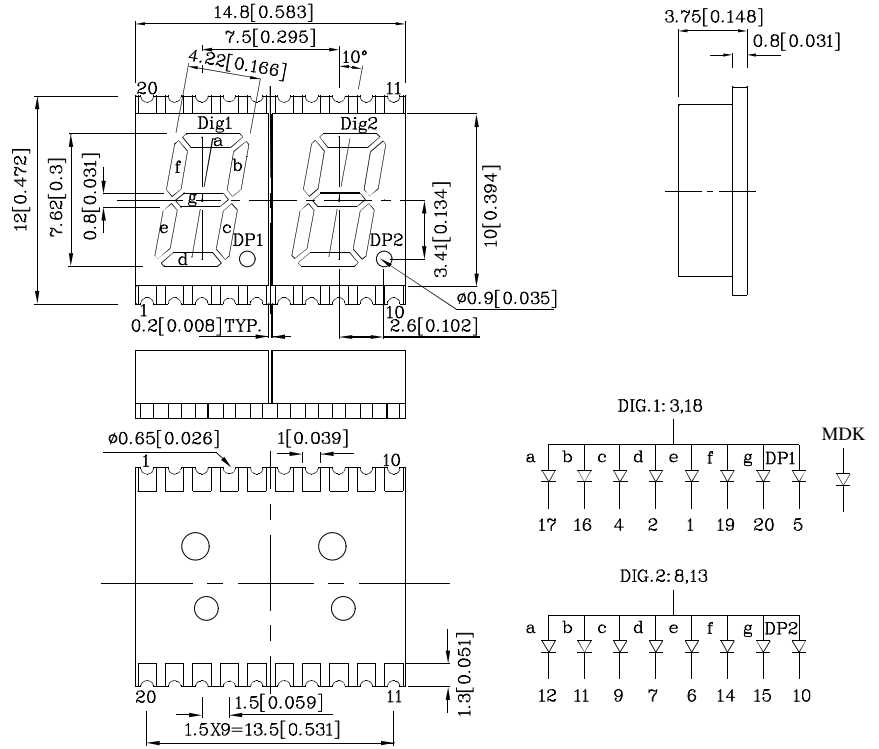 14.8[0.583]
7.5[0.295]
4.22[0.166]
10°
20
11
Dig1
Dig2
a
f
b
g
e
c
d
DP1
DP2
12[0.472]
7.62[0.3]
0.8[0.031]
3.41[0.134]
10[0.394]
ø0.9[0.035]
1
10
0.2[0.008]TYP.
2.6[0.102]
3.75[0.148]
0.8[0.031]
ø0.65[0.026]
1[0.039]
1
10
20
11
1.5[0.059]
1.5X9=13.5[0.531]
1.3[0.051]
DIG.1:3,18
a b c d e f g DP1
17 16 4 2 1 19 20 5
MDK
DIG.2:8,13
a b c d e f g DP2
12 11 9 7 6 14 15 10